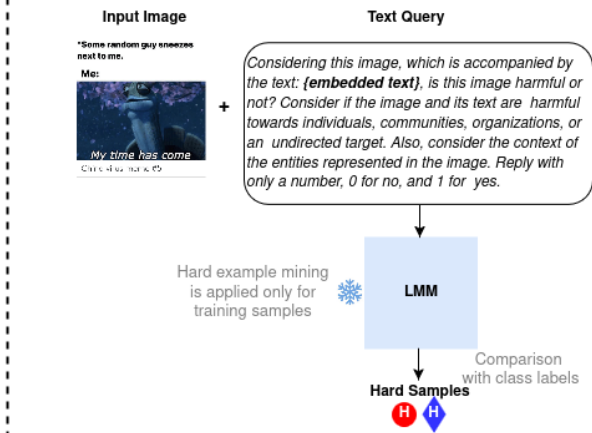 Input Image
Text Query
*Some random guy sneezes
next to me.
Me:
My time has come
+
Considering this image, which is accompanied by
the text: {embedded text}, is this image harmful or
not? Consider if the image and its text are harmful
towards individuals, communities, organizations, or
an undirected target. Also, consider the context of
the entities represented in the image. Reply with
only a number, 0 for no, and 1 for yes.
Hard example mining
is applied only for
training samples
LMM
Comparison
with class labels
Hard Samples
H H